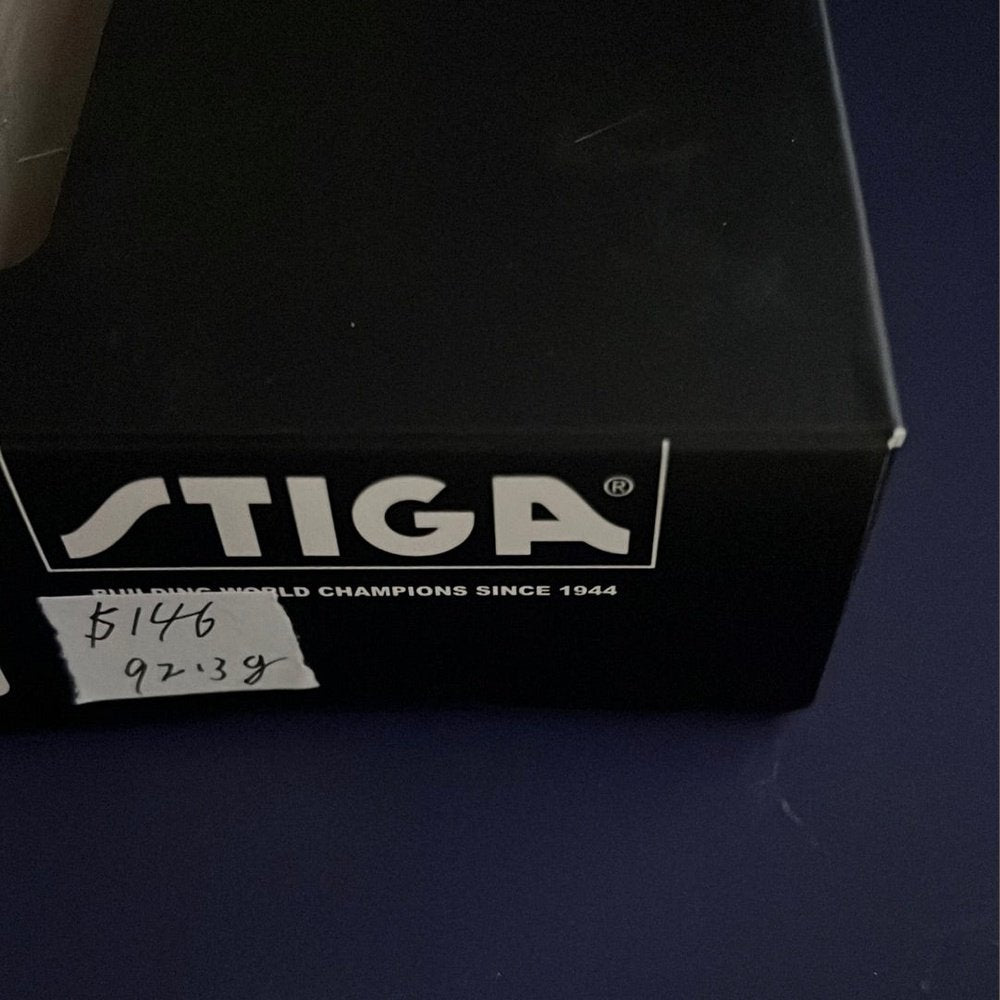 STIGA®
BUILDING WORLD CHAMPIONS SINCE 1944
$146
92.3g